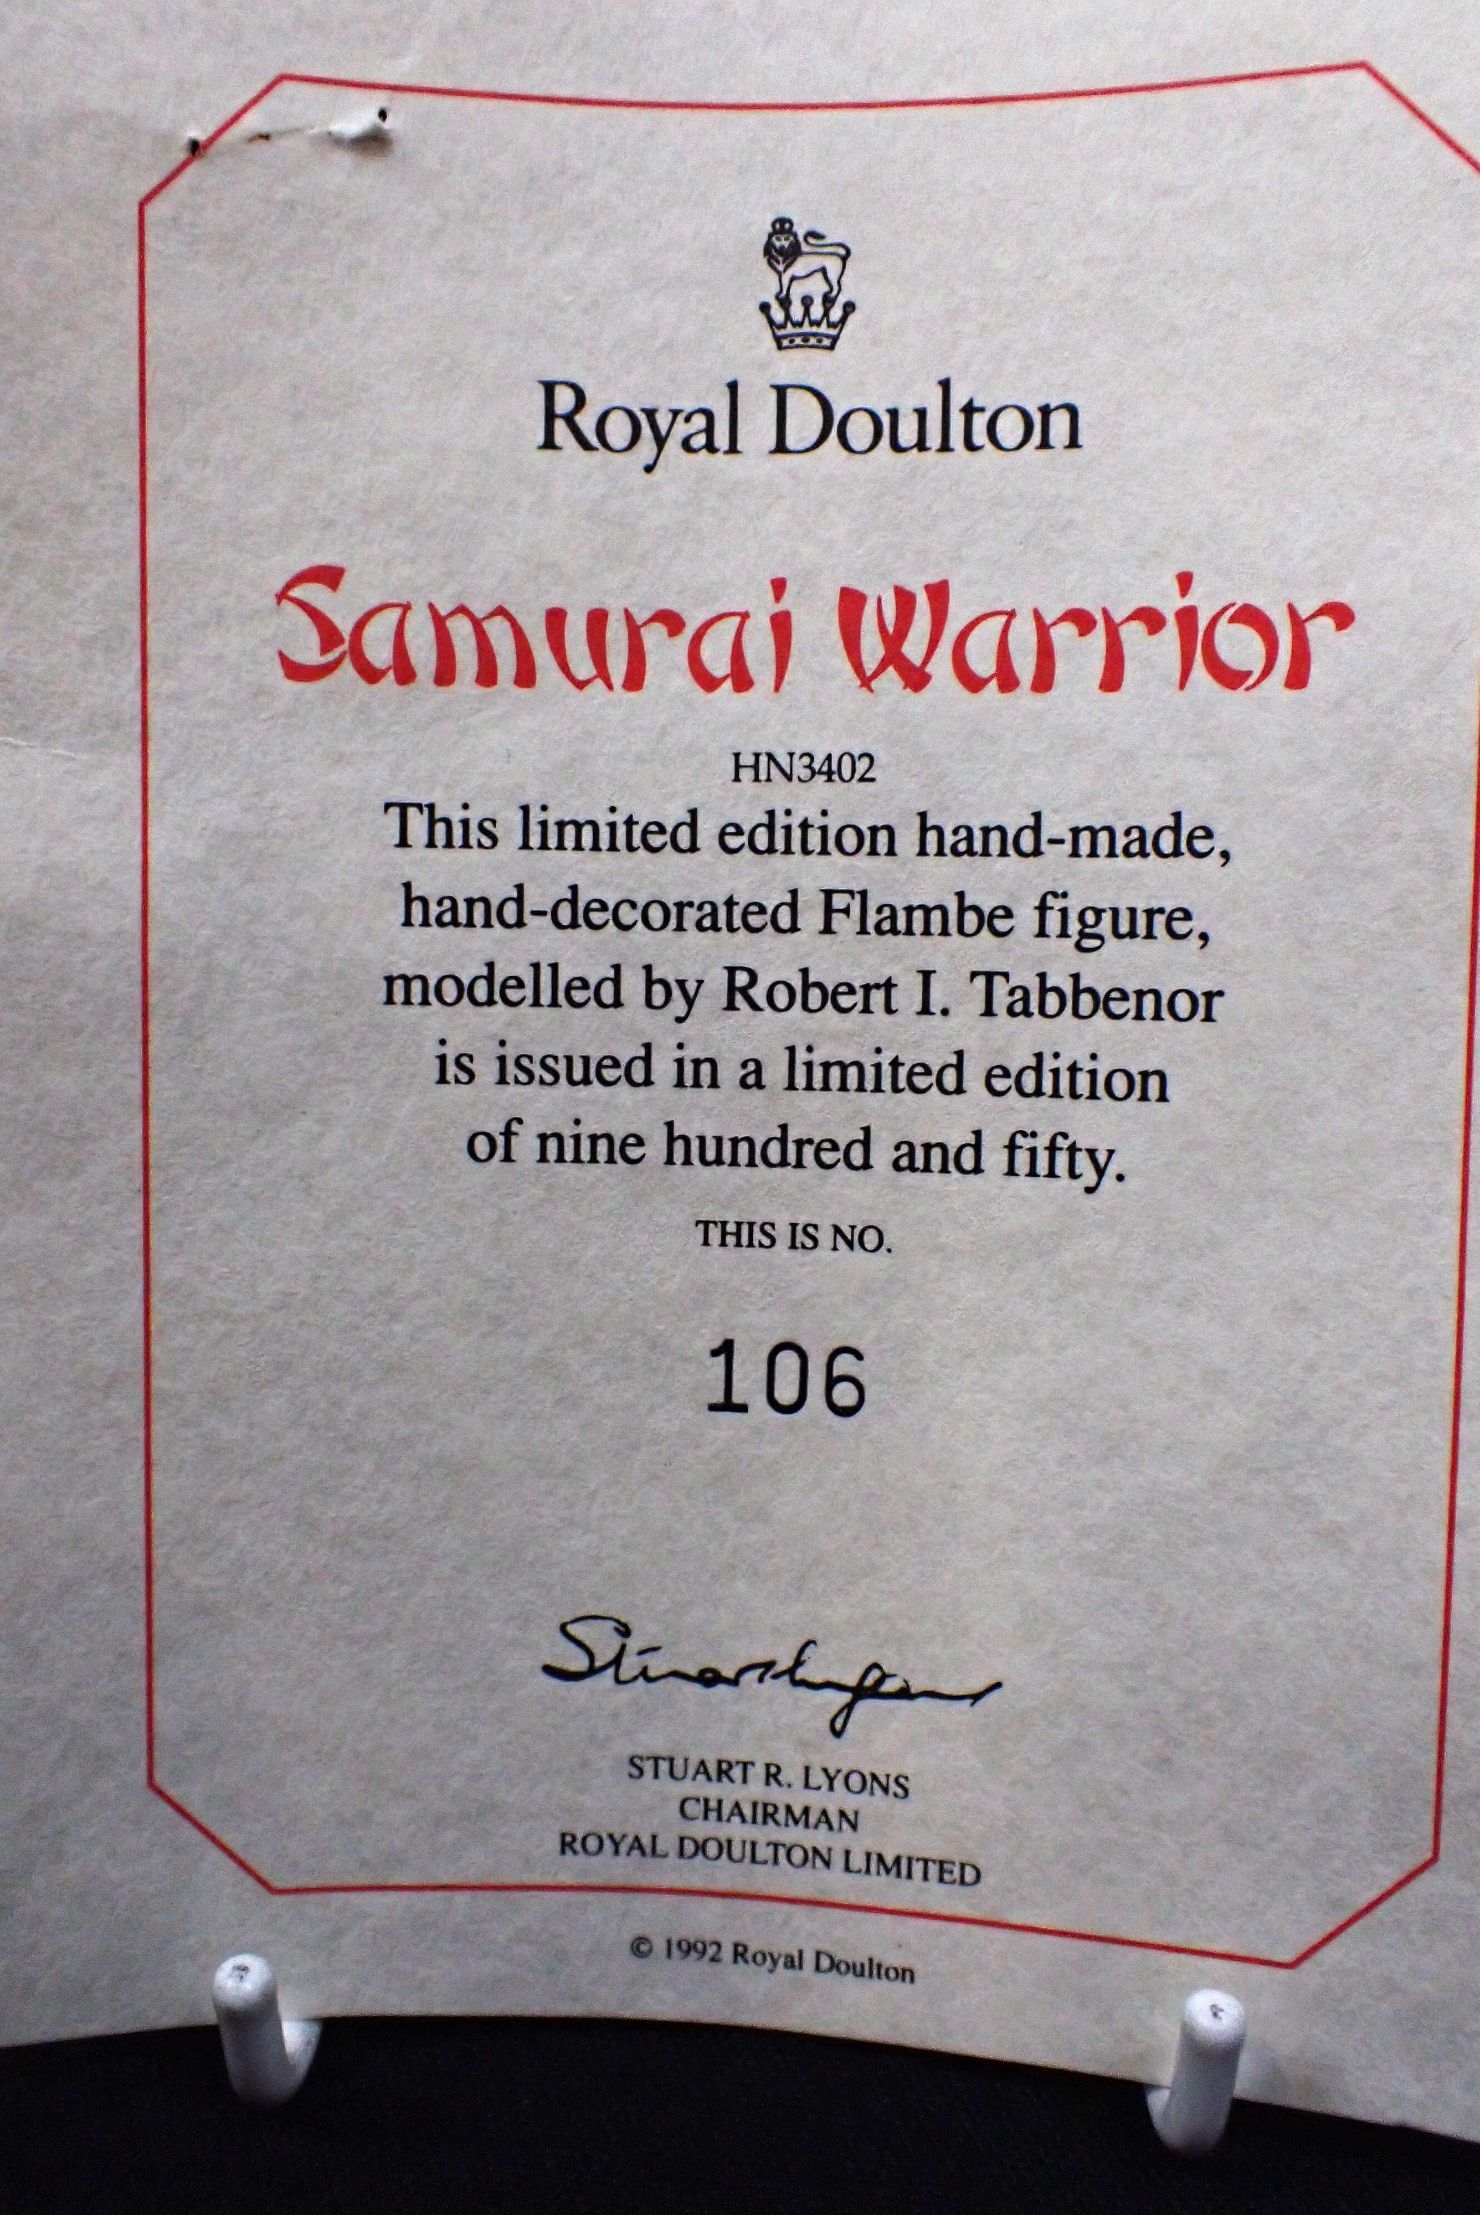 Royal Doulton
Samurai Warrior
HN3402
This limited edition hand-made,
hand-decorated Flambe figure,
modelled by Robert I. Tabbenor
is issued in a limited edition
of nine hundred and fifty.
THIS IS NO.
106
Stuart Lyons
STUART R. LYONS
CHAIRMAN
ROYAL DOULTON LIMITED
© 1992 Royal Doulton